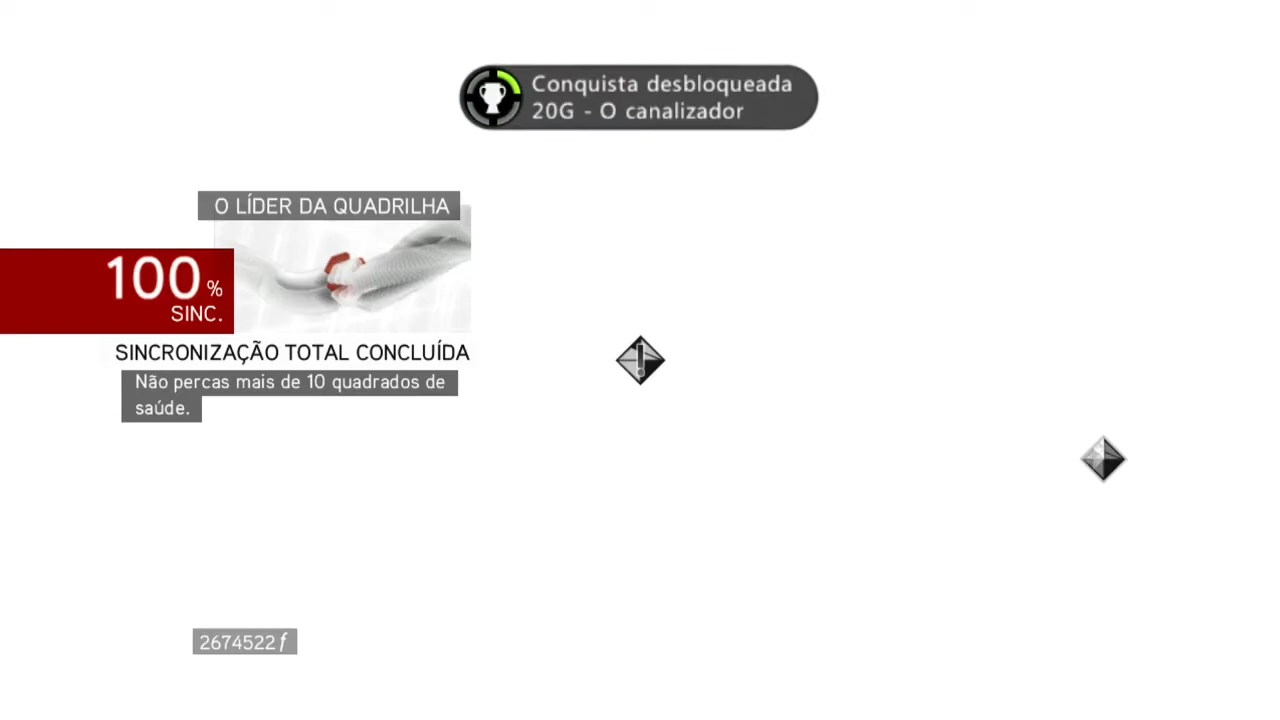 Conquista desbloqueada
20G - O canalizador
O LÍDER DA QUADRILHA
100 %
SINC.
SINCRONIZAÇÃO TOTAL CONCLUÍDA
Não percas mais de 10 quadrados de
saúde.
2674522 ƒ